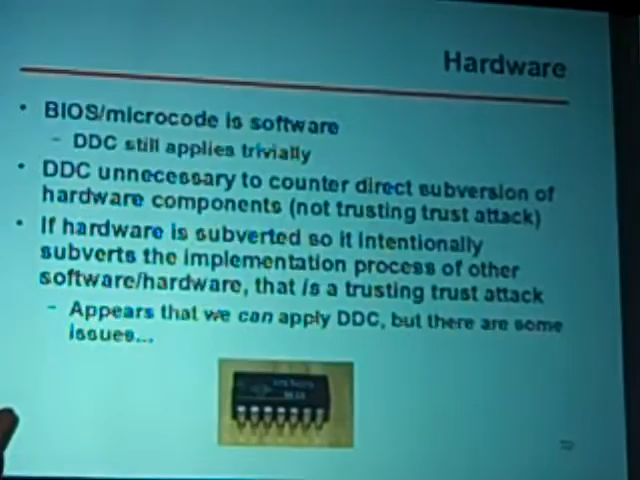 Hardware
• BIOS/microcode is software
– DDC still applies trivially
• DDC unnecessary to counter direct subversion of
hardware components (not trusting trust attack)
• If hardware is subverted so it intentionally
subverts the implementation process of other
software/hardware, that is a trusting trust attack
– Appears that we can apply DDC, but there are some
issues...